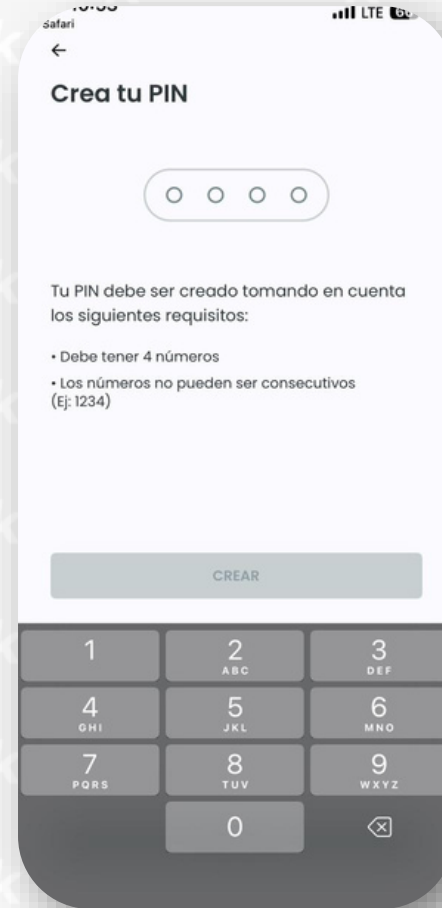 Safari
LTE
←
Crea tu PIN
Tu PIN debe ser creado tomando en cuenta
los siguientes requisitos:
• Debe tener 4 números
• Los números no pueden ser consecutivos
(Ej: 1234)
CREAR
1 2 3
ABC DEF
4 5 6
GHI JKL MNO
7 8 9
PQRS TUV WXYZ
0